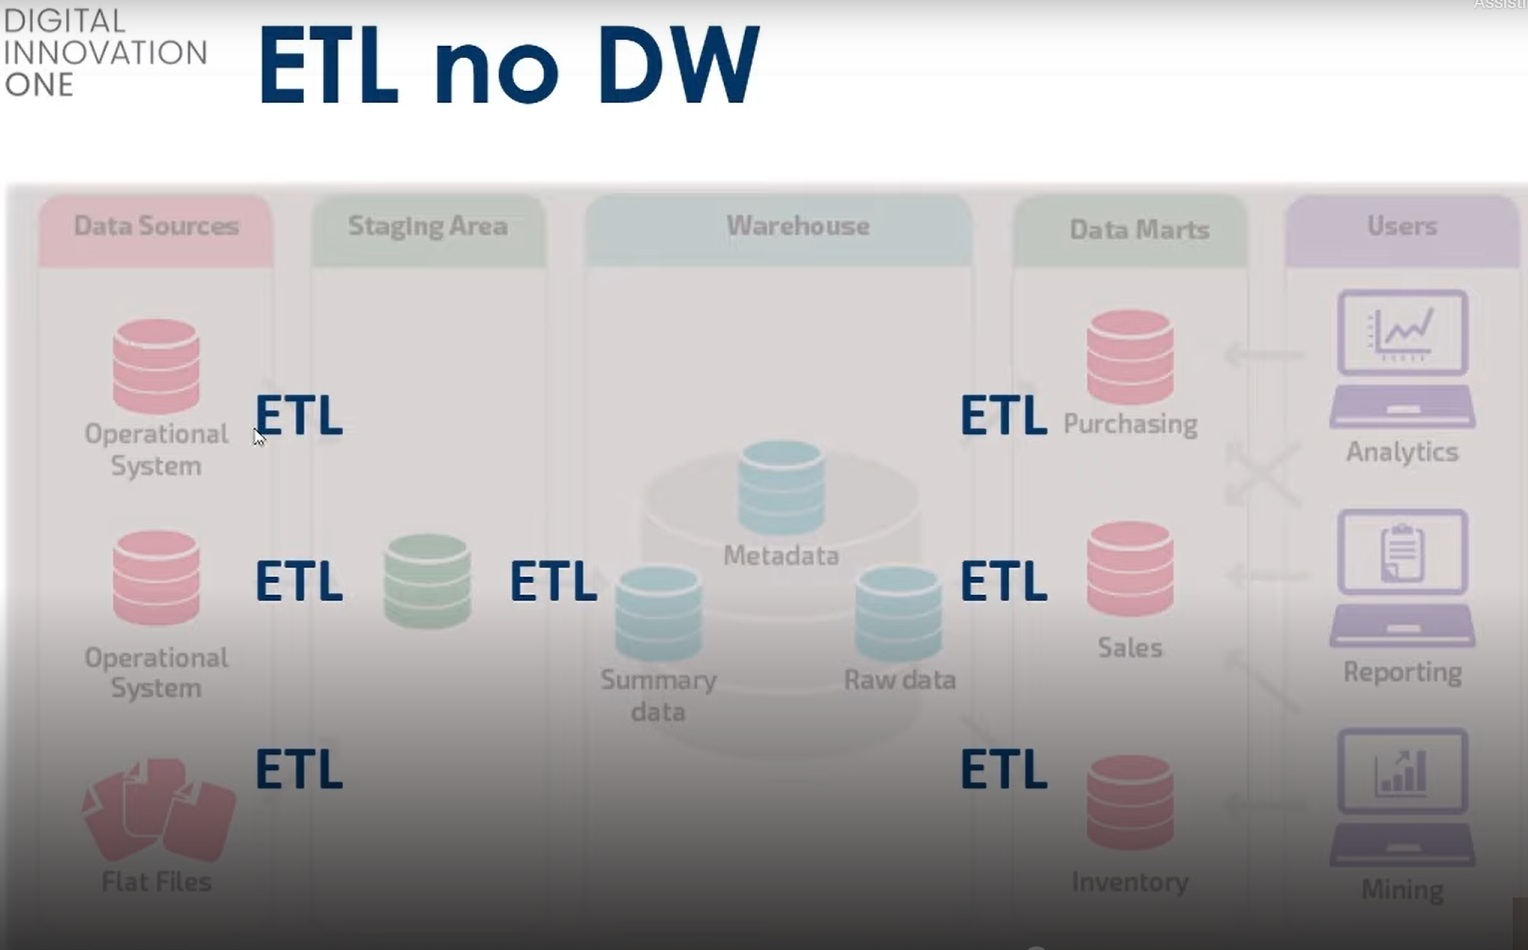 Assisti
DIGITAL
INNOVATION
ONE
ETL no DW
Data Sources
Staging Area
Warehouse
Data Marts
Users
Operational
System
ETL
ETL
Purchasing
Analytics
Metadata
ETL
ETL
ETL
Operational
System
Summary
data
Raw data
Sales
Reporting
ETL
ETL
Flat Files
Inventory
Mining